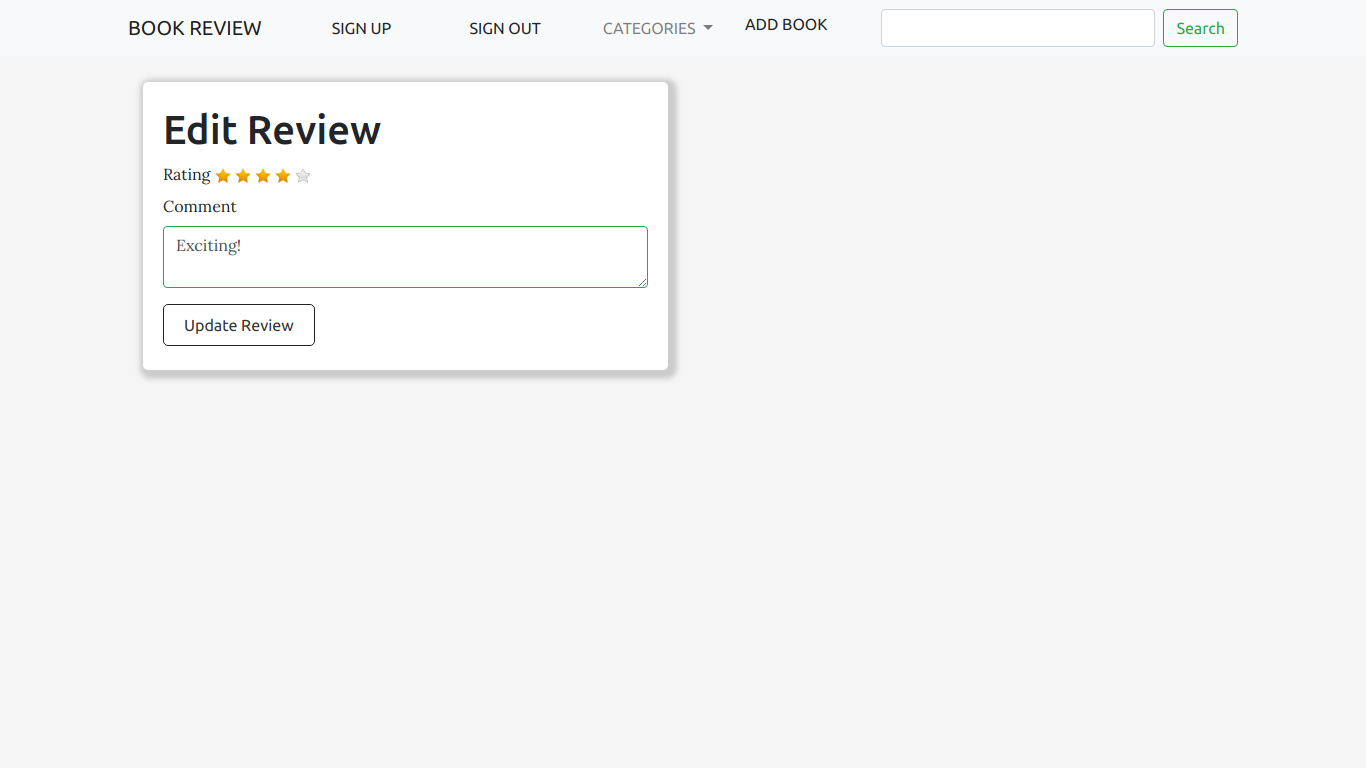 BOOK REVIEW SIGN UP SIGN OUT CATEGORIES ADD BOOK Search
Edit Review
Rating
Comment
Exciting!
Update Review